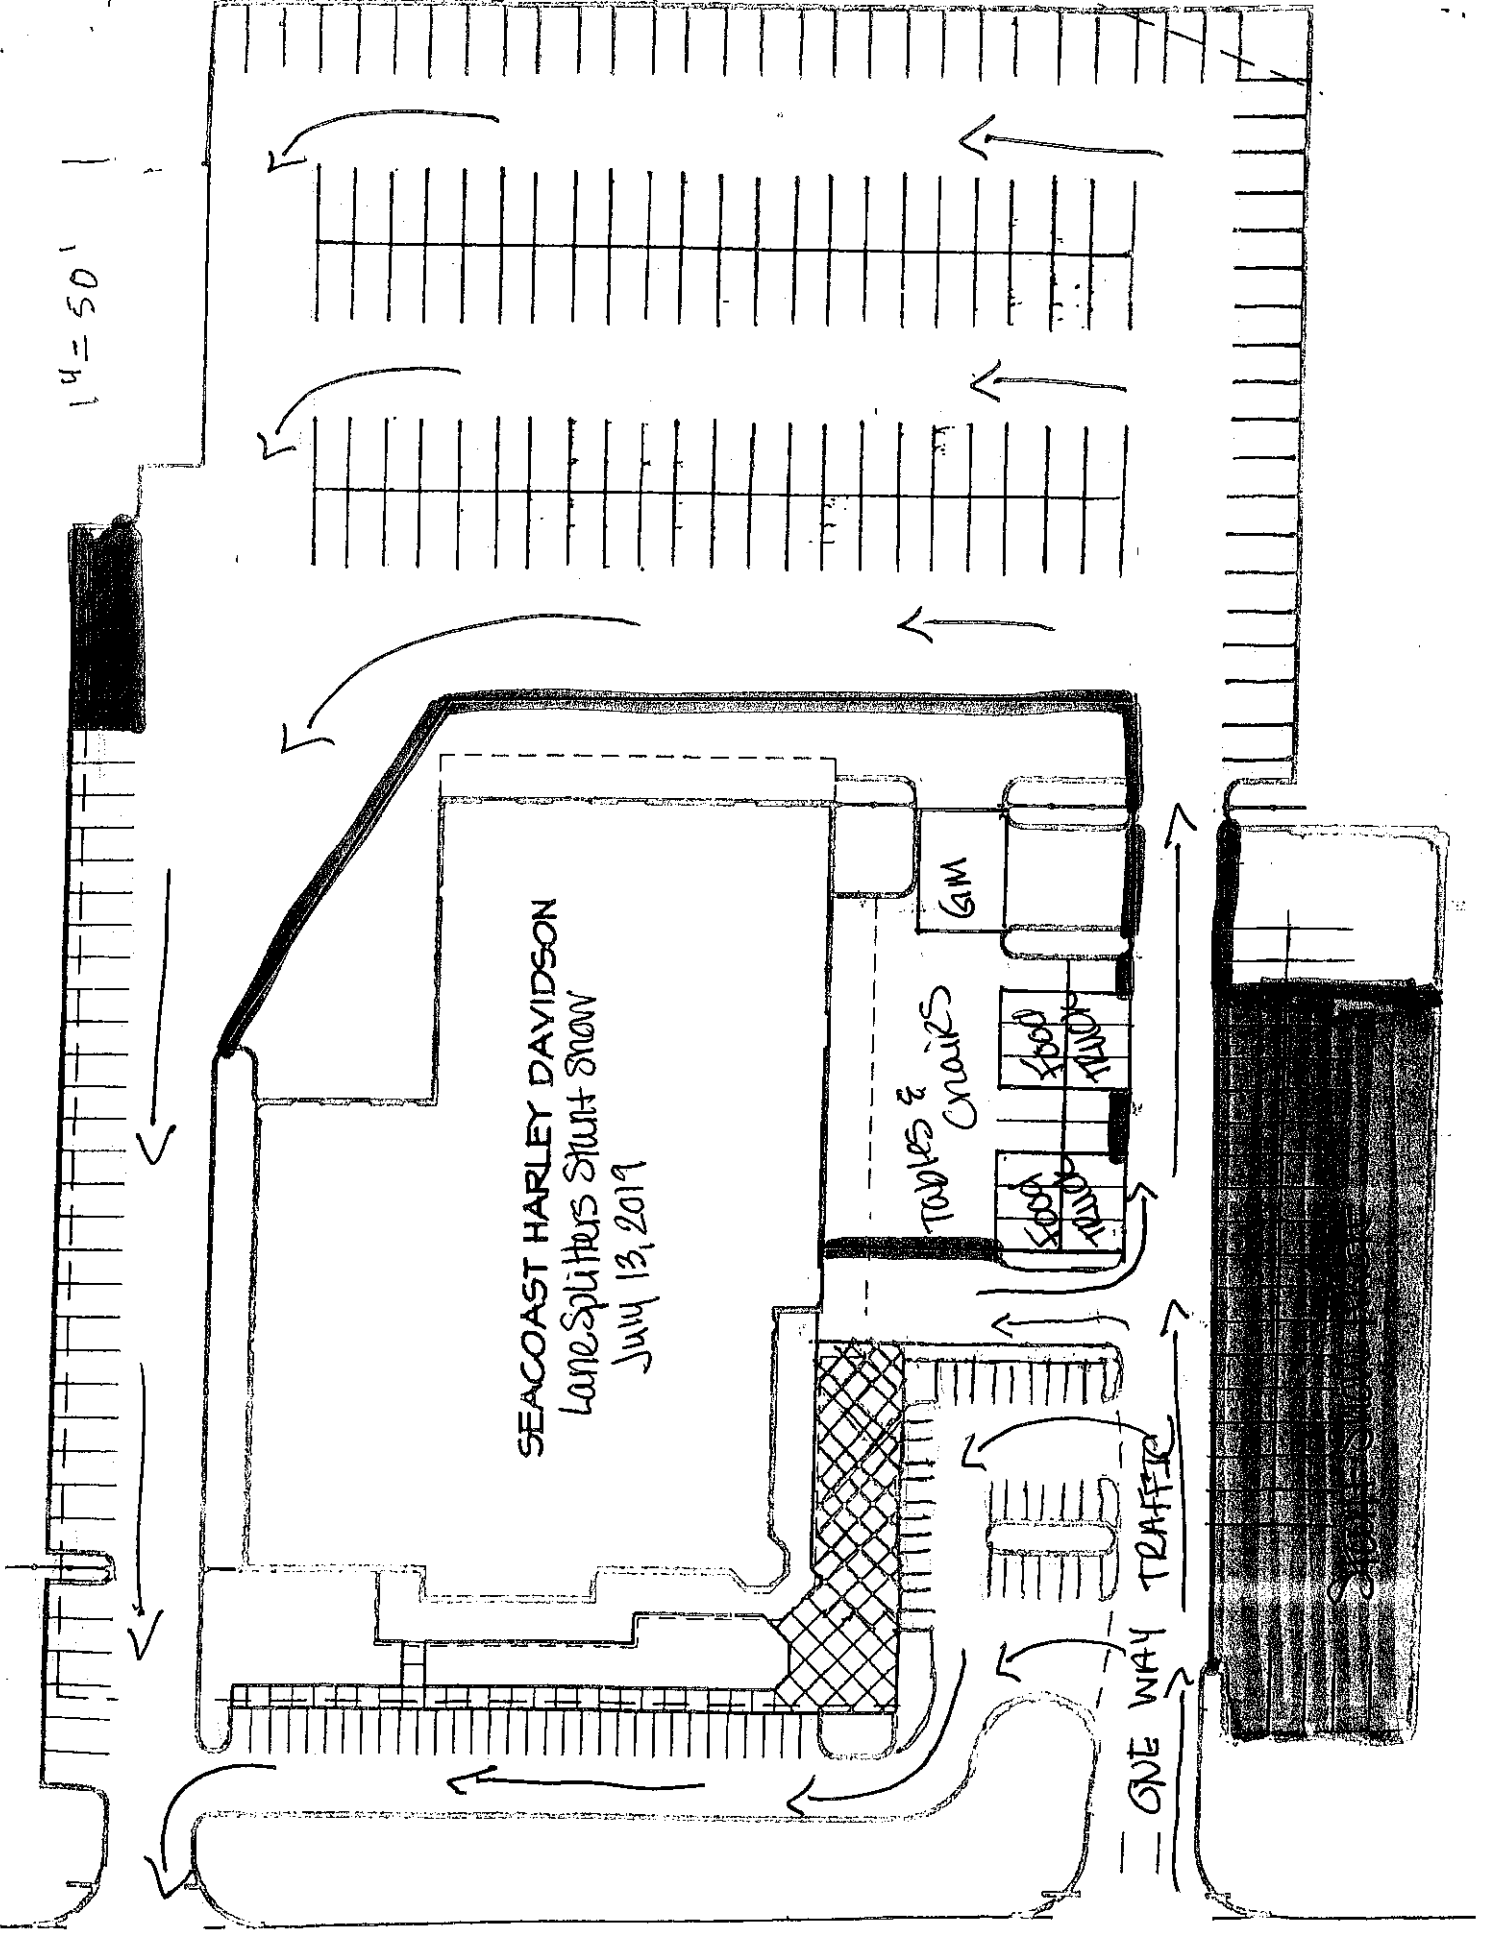 1" = 50'
SEACOAST HARLEY DAVIDSON
LaneSplitters Stunt Show
July 13, 2019
GM
Tables &
Chairs
FOOD
TRUCK
FOOD
TRUCK
ONE WAY TRAFFIC